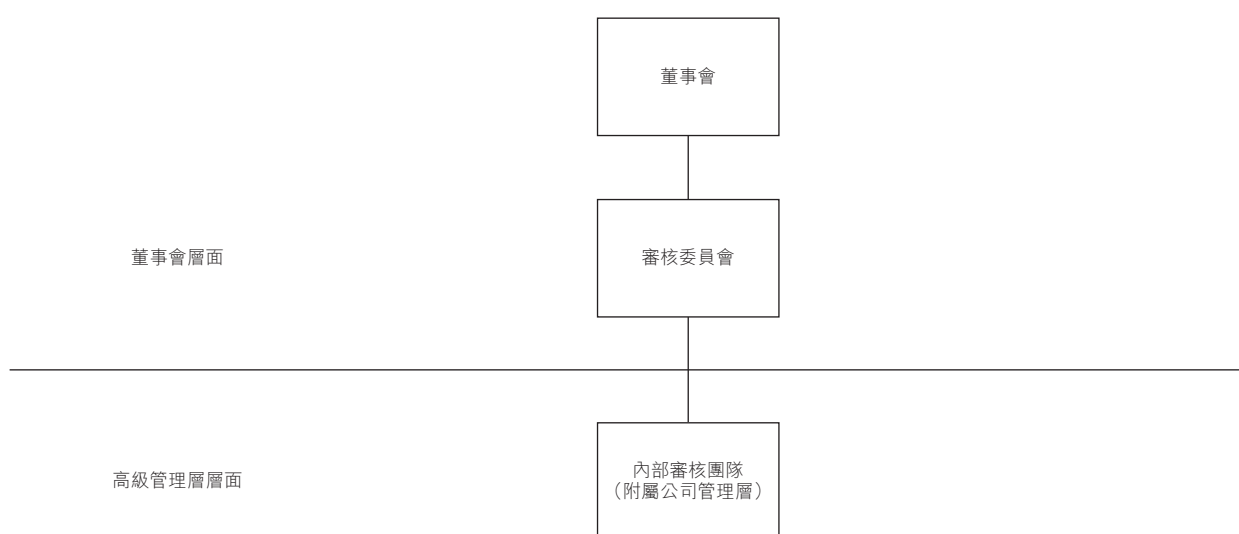 董事會
董事會層面
審核委員會
高級管理層層面
內部審核團隊
（附屬公司管理層）